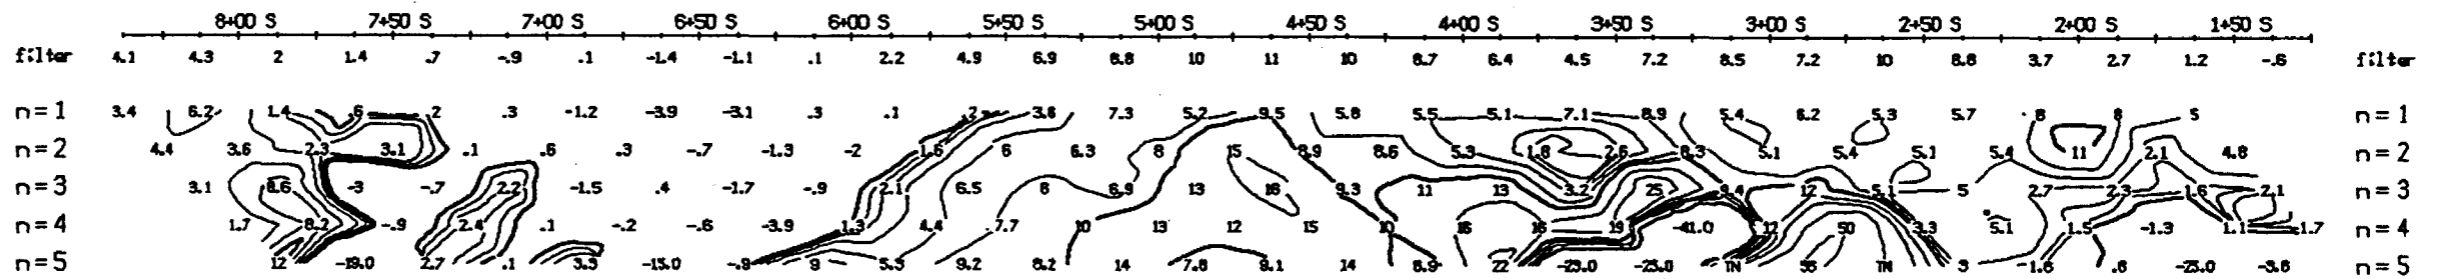 8+00 S 7+50 S 7+00 S 6+50 S 6+00 S 5+50 S 5+00 S 4+50 S 4+00 S 3+50 S 3+00 S 2+50 S 2+00 S 1+50 S
filter 4.1 4.3 2 1.4 .7 -.9 .1 -1.4 -1.1 .1 2.2 4.9 6.9 8.8 10 11 10 8.7 6.4 4.5 7.2 8.5 7.2 10 8.8 3.7 2.7 1.2 -.6 filter
n=1 3.4 6.2 1.4 .6 .2 .3 -1.2 -3.9 -3.1 .3 .1 .2 3.6 7.3 5.2 9.5 5.8 5.5 5.1 7.1 8.9 5.4 6.2 5.3 5.7 8 8 5 n=1
n=2 4.4 3.6 2.3 3.1 .1 .6 .3 -.7 -1.3 -2 1.6 6 6.3 8 15 8.9 8.6 5.3 1.8 2.6 8.3 5.1 5.4 5.1 5.4 11 2.1 4.8 n=2
n=3 3.1 8.6 -3 -.7 2.2 -1.5 .4 -1.7 -.9 2.1 6.5 8 6.9 13 16 9.3 11 13 3.2 25 9.4 12 5.1 5 2.7 2.3 1.6 2.1 n=3
n=4 1.7 8.2 -.9 2.4 .1 -.2 -.6 -3.9 1.3 4.4 7.7 10 13 12 15 10 16 16 19 -41.0 12 50 3.3 5.1 1.5 -1.3 1.1 -1.7 n=4
n=5 12 -19.0 2.7 .1 3.3 -15.0 -.8 9 5.3 9.2 8.2 14 7.8 9.1 14 8.9 22 -23.0 -23.0 TN 56 TN 3 -1.6 .6 -23.0 -3.6 n=5